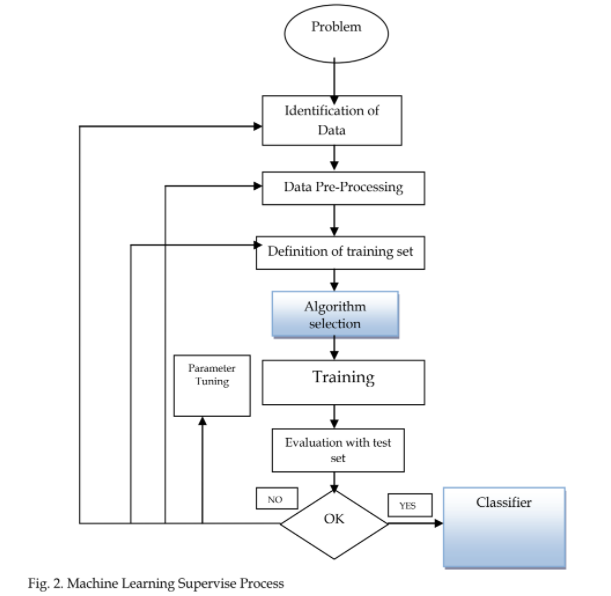 Problem
Identification of
Data
Data Pre-Processing
Definition of training set
Algorithm
selection
Parameter
Tuning
Training
Evaluation with test
set
NO
OK
YES
Classifier
Fig. 2. Machine Learning Supervise Process